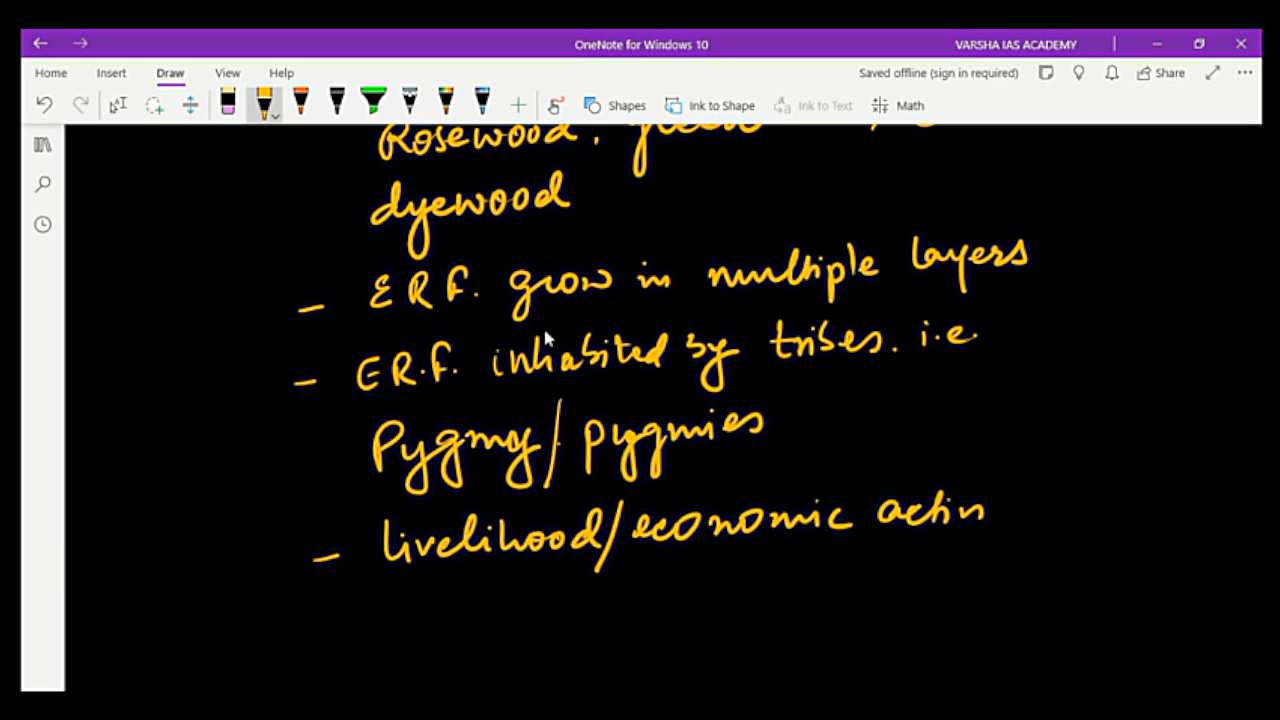 OneNote for Windows 10
VARSHA IAS ACADEMY
Home Insert Draw View Help
Saved offline (sign in required) Share
Shapes Ink to Shape Ink to Text Math
Rosewood,
dyewood
- E R F. grow in multiple layers
- E R.F. inhabited by tribes. i.e
Pygmy/pygmies
- livelihood/economic activ